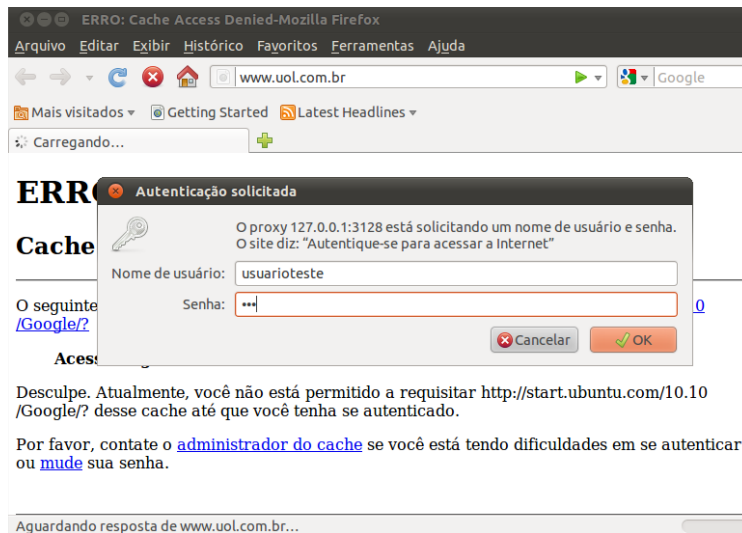 ERRO: Cache Access Denied-Mozilla Firefox
Arquivo Editar Exibir Histórico Favoritos Ferramentas Ajuda
www.uol.com.br Google
Mais visitados Getting Started Latest Headlines
Carregando...
ERR
Autenticação solicitada
O proxy 127.0.0.1:3128 está solicitando um nome de usuário e senha.
O site diz: “Autentique-se para acessar a Internet”
Cache
Nome de usuário: usuarioteste
O seguinte
Senha: •••
0
/Google/?
Cancelar OK
Desculpe. Atualmente, você não está permitido a requisitar http://start.ubuntu.com/10.10
/Google/? desse cache até que você tenha se autenticado.
Por favor, contate o administrador do cache se você está tendo dificuldades em se autenticar
ou mude sua senha.
Aguardando resposta de www.uol.com.br...